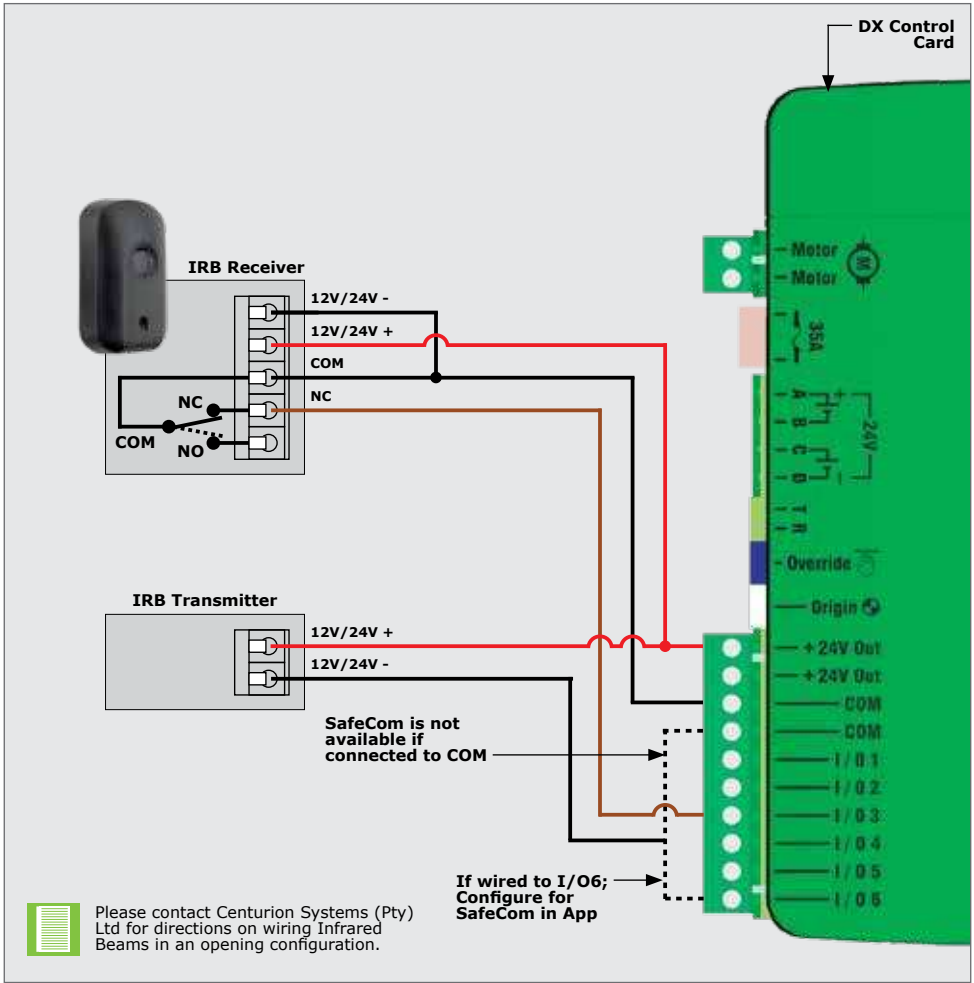 DX Control
Card
IRB Receiver
12V/24V -
12V/24V +
COM
NC
NC
COM
NO
Motor
Motor
M
35A
A
B
C
D
+
24V
-
T
R
Override
Origin
IRB Transmitter
12V/24V +
12V/24V -
+ 24V Out
+ 24V Out
COM
COM
I / O 1
I / O 2
I / O 3
I / O 4
I / O 5
I / O 6
SafeCom is not
available if
connected to COM
If wired to I/O6;
Configure for
SafeCom in App
Please contact Centurion Systems (Pty)
Ltd for directions on wiring Infrared
Beams in an opening configuration.